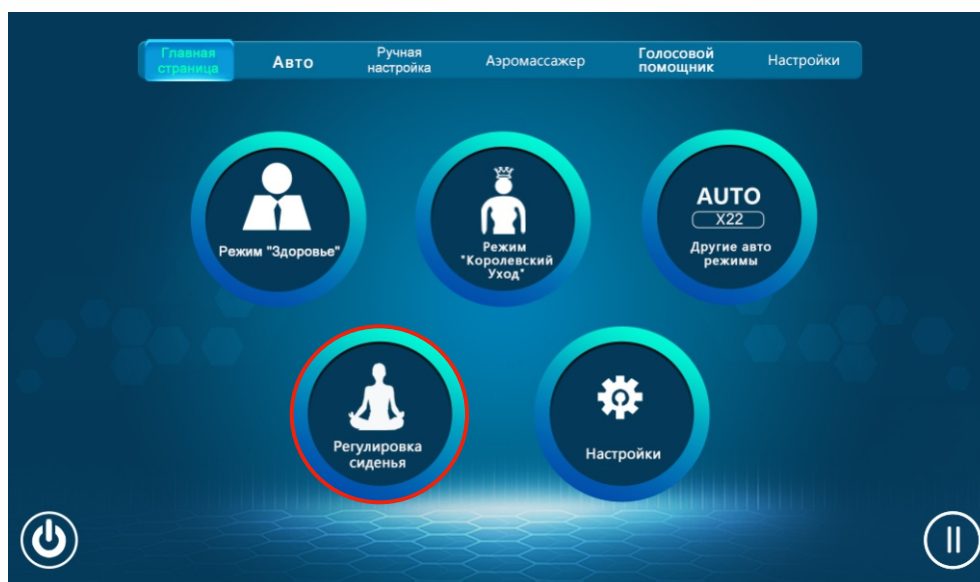 Главная
страница
Авто
Ручная
настройка
Аэромассажер
Голосовой
помощник
Настройки
Режим "Здоровье"
Режим
"Королевский
Уход"
AUTO
X22
Другие авто
режимы
Регулировка
сиденья
Настройки